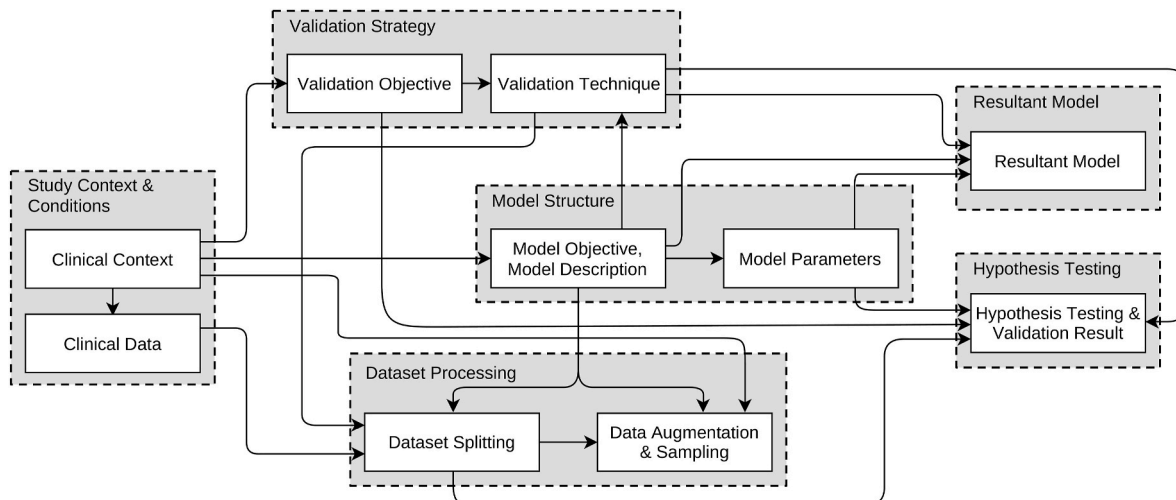 Validation Strategy
Validation Objective
Validation Technique
Resultant Model
Resultant Model
Study Context &
Conditions
Clinical Context
Clinical Data
Model Structure
Model Objective,
Model Description
Model Parameters
Hypothesis Testing
Hypothesis Testing &
Validation Result
Dataset Processing
Dataset Splitting
Data Augmentation
& Sampling